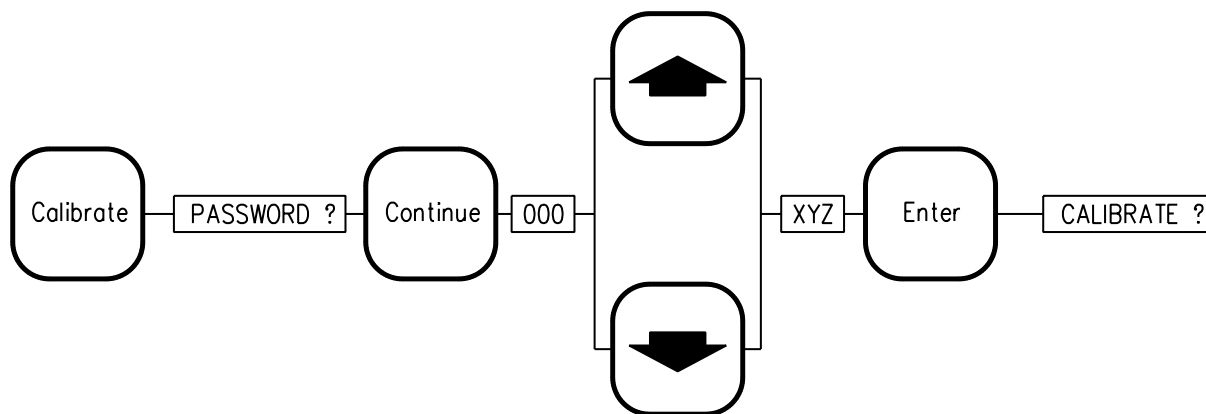 Calibrate
PASSWORD ?
Continue
000
XYZ
Enter
CALIBRATE ?